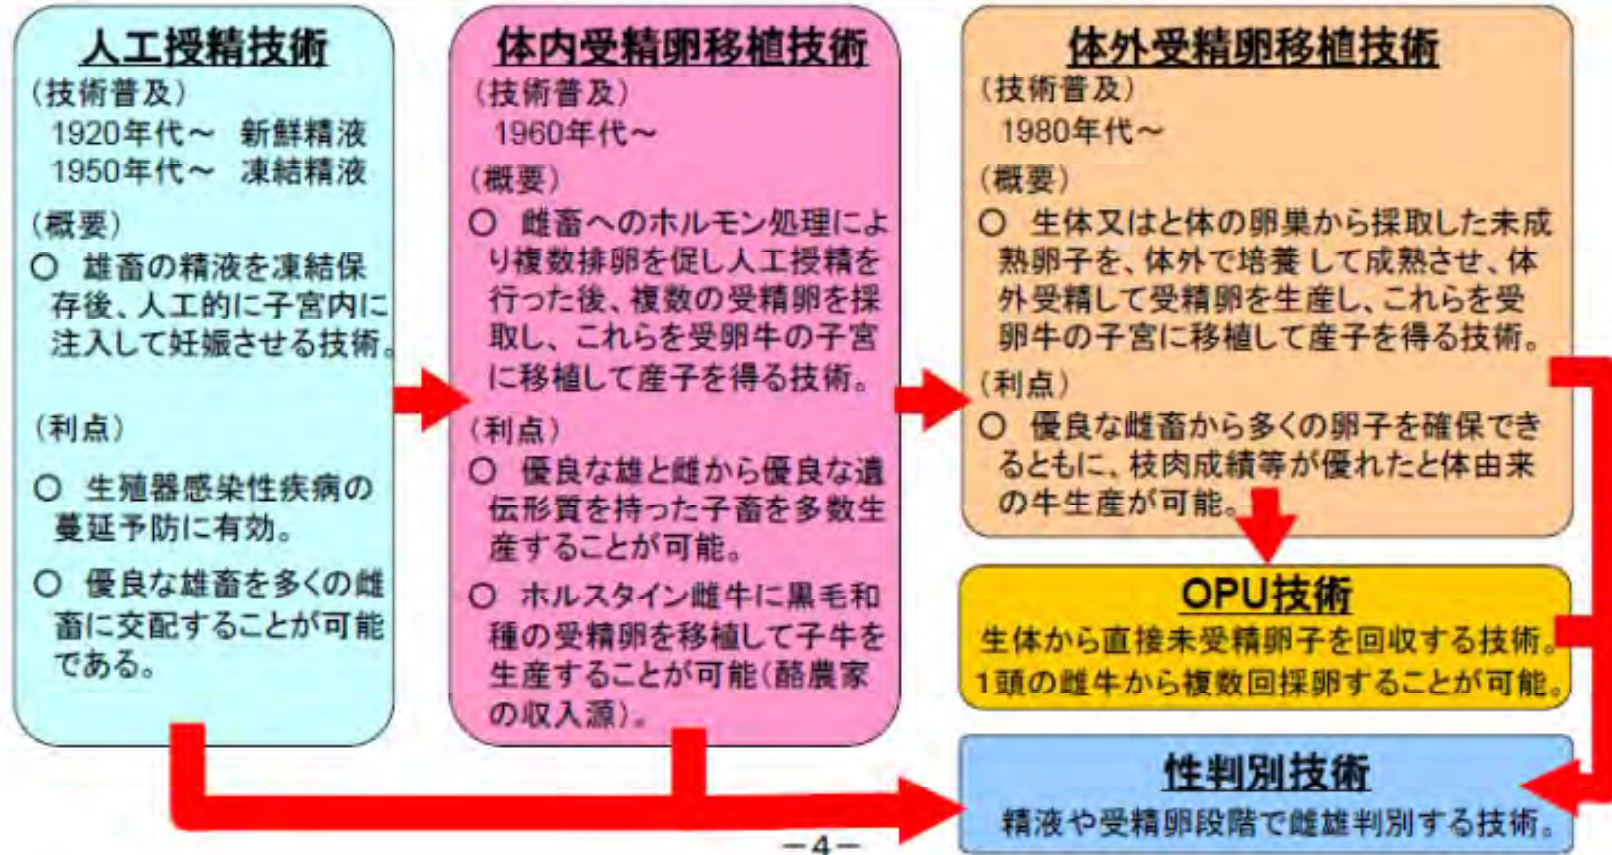 人工授精技術
（技術普及）
1920年代～　新鮮精液
1950年代～　凍結精液
（概要）
○　雄畜の精液を凍結保
存後、人工的に子宮内に
注入して妊娠させる技術。
（利点）
○　生殖器感染性疾病の
蔓延予防に有効。
○　優良な雄畜を多くの雌
畜に交配することが可能
である。
体内受精卵移植技術
（技術普及）
1960年代～
（概要）
○　雌畜へのホルモン処理によ
り複数排卵を促し人工授精を
行った後、複数の受精卵を採
取し、これらを受卵牛の子宮
に移植して産子を得る技術。
（利点）
○　優良な雄と雌から優良な遺
伝形質を持った子畜を多数生
産することが可能。
○　ホルスタイン雌牛に黒毛和
種の受精卵を移植して子牛を
生産することが可能（酪農家
の収入源）。
体外受精卵移植技術
（技術普及）
1980年代～
（概要）
○　生体又はと体の卵巣から採取した未成
熟卵子を、体外で培養して成熟させ、体
外受精して受精卵を生産し、これらを受
卵牛の子宮に移植して産子を得る技術。
（利点）
○　優良な雌畜から多くの卵子を確保でき
るともに、枝肉成績等が優れたと体由来
の牛生産が可能。
OPU技術
生体から直接未受精卵子を回収する技術。
1頭の雌牛から複数回採卵することが可能。
性判別技術
精液や受精卵段階で雌雄判別する技術。
－4－